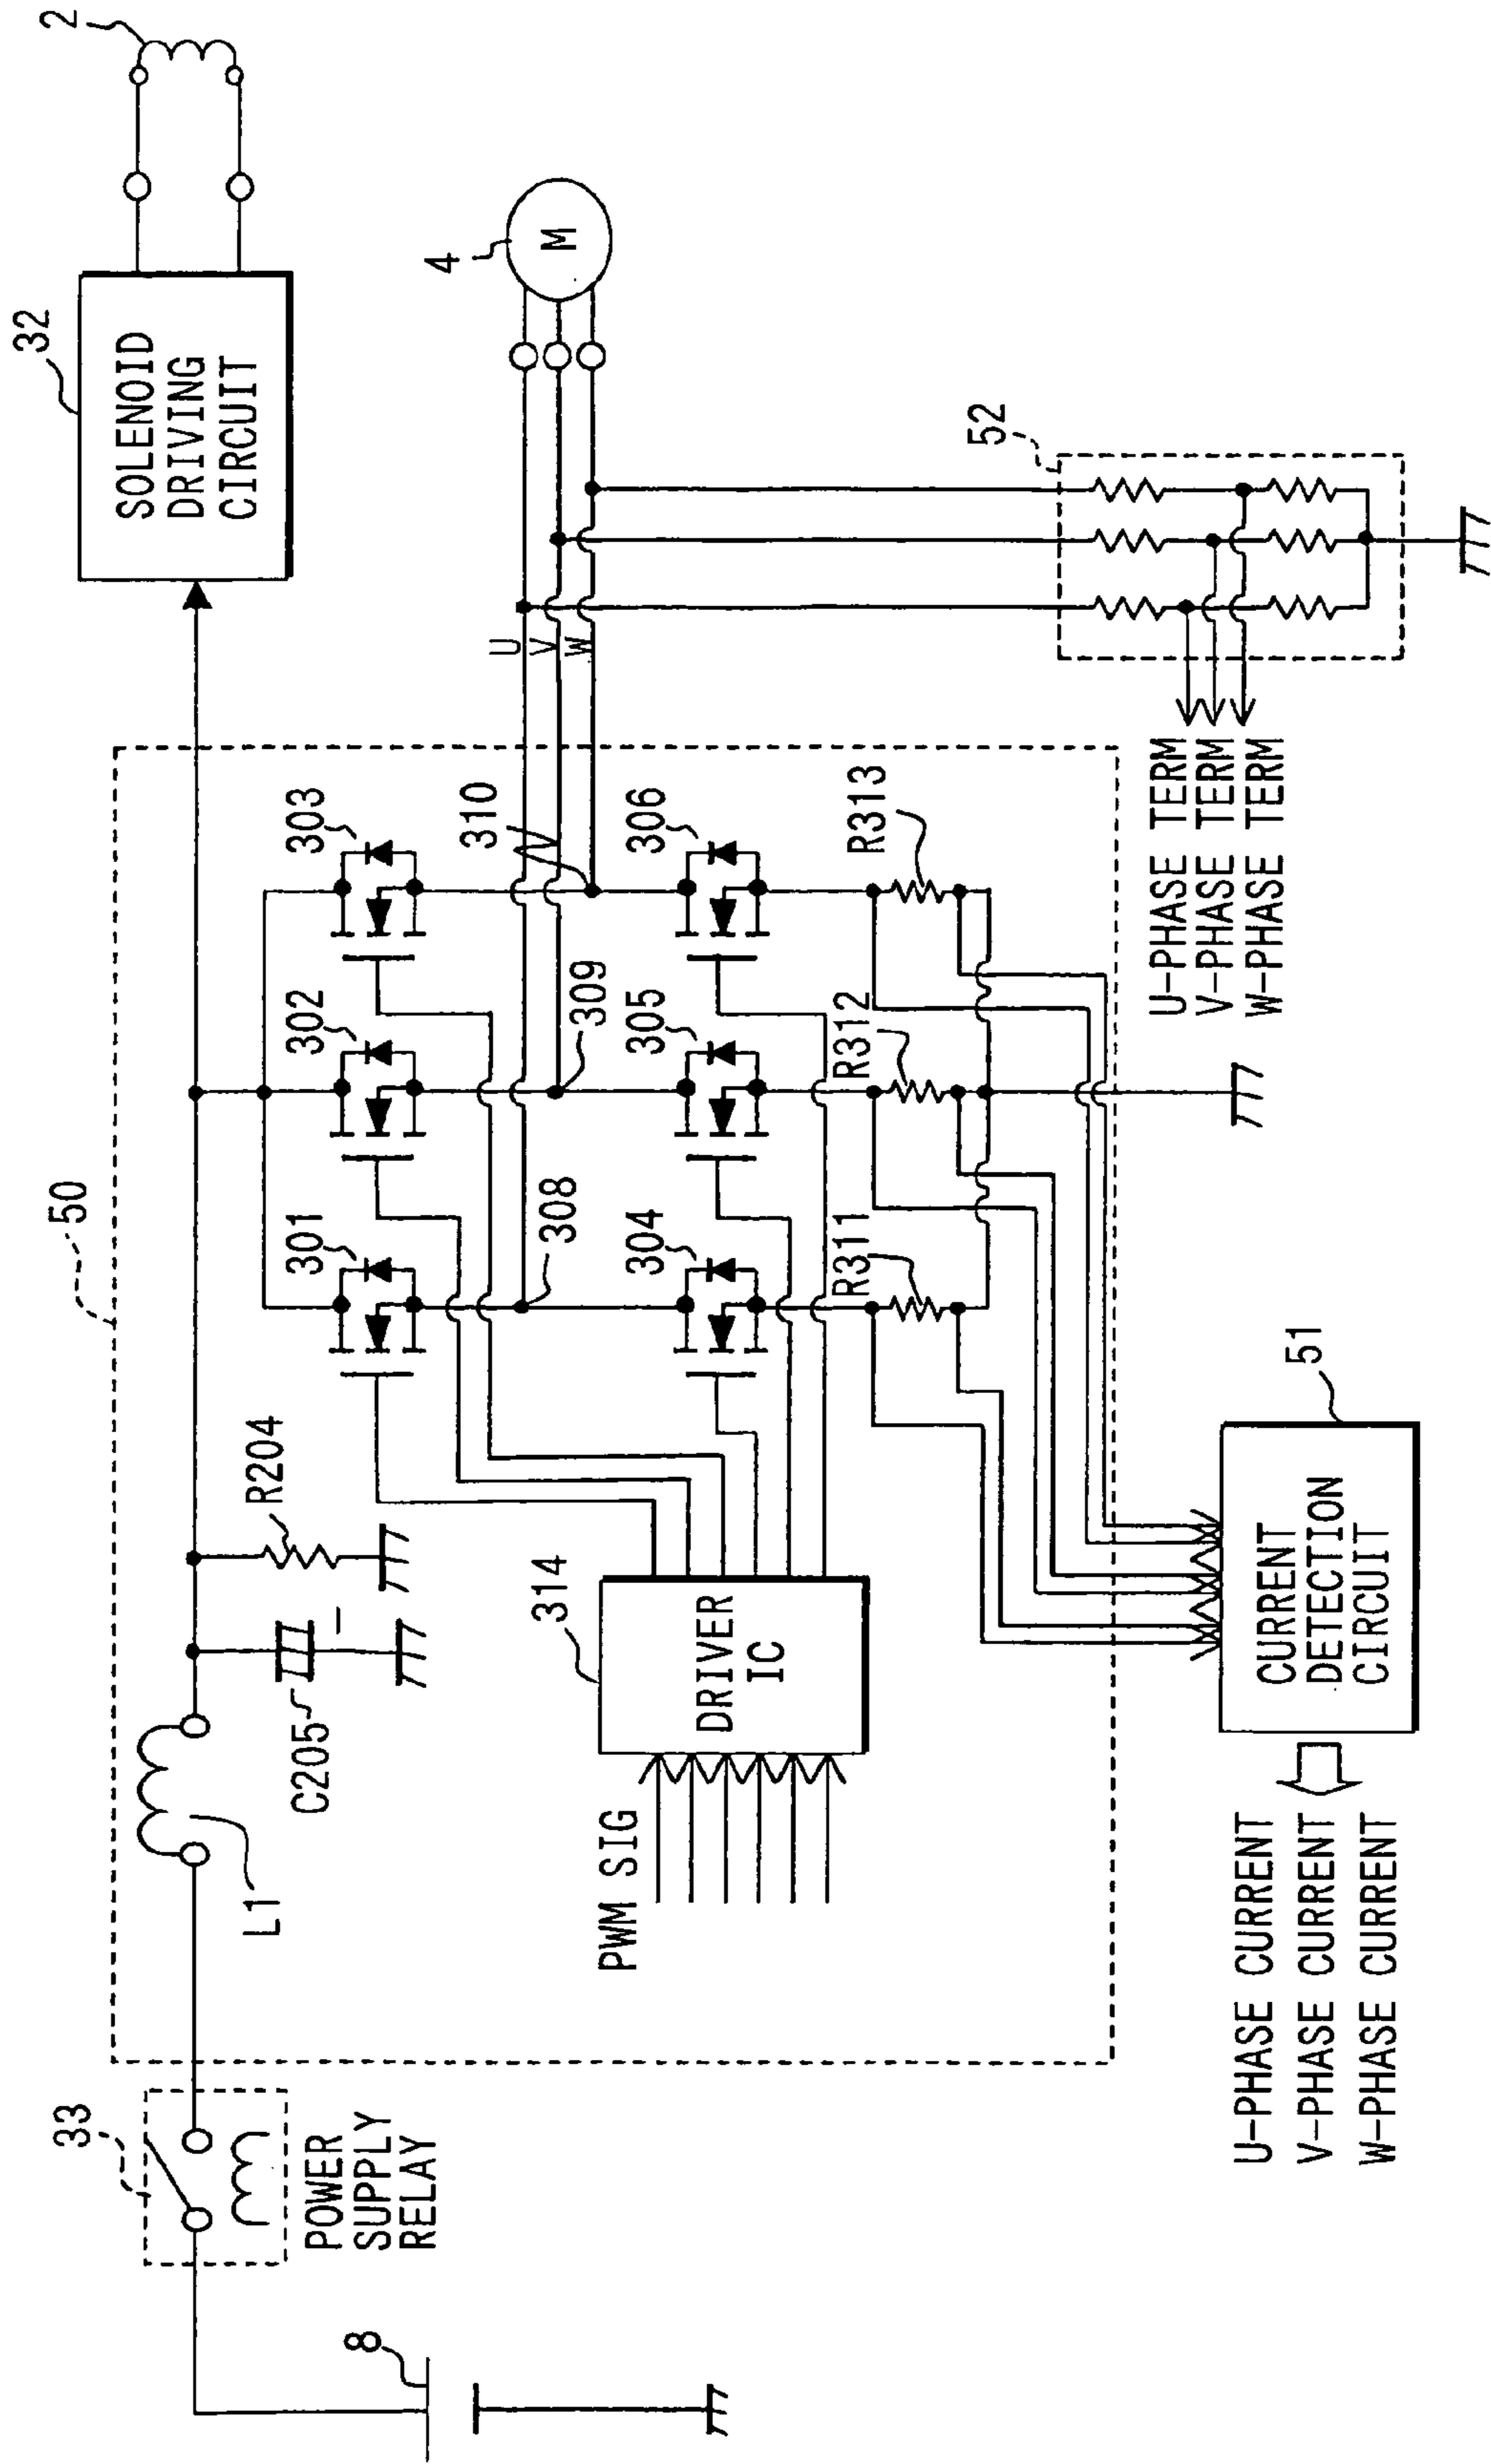 2
32
SOLENOID
DRIVING
CIRCUIT
4
M
U
V
W
52
50
303
302
301
310
309
308
306
305
304
R313
R312
R311
R204
C205
L1
314
DRIVER
IC
PWM SIG
U-PHASE TERM
V-PHASE TERM
W-PHASE TERM
51
CURRENT
DETECTION
CIRCUIT
U-PHASE CURRENT
V-PHASE CURRENT
W-PHASE CURRENT
33
POWER
SUPPLY
RELAY
8